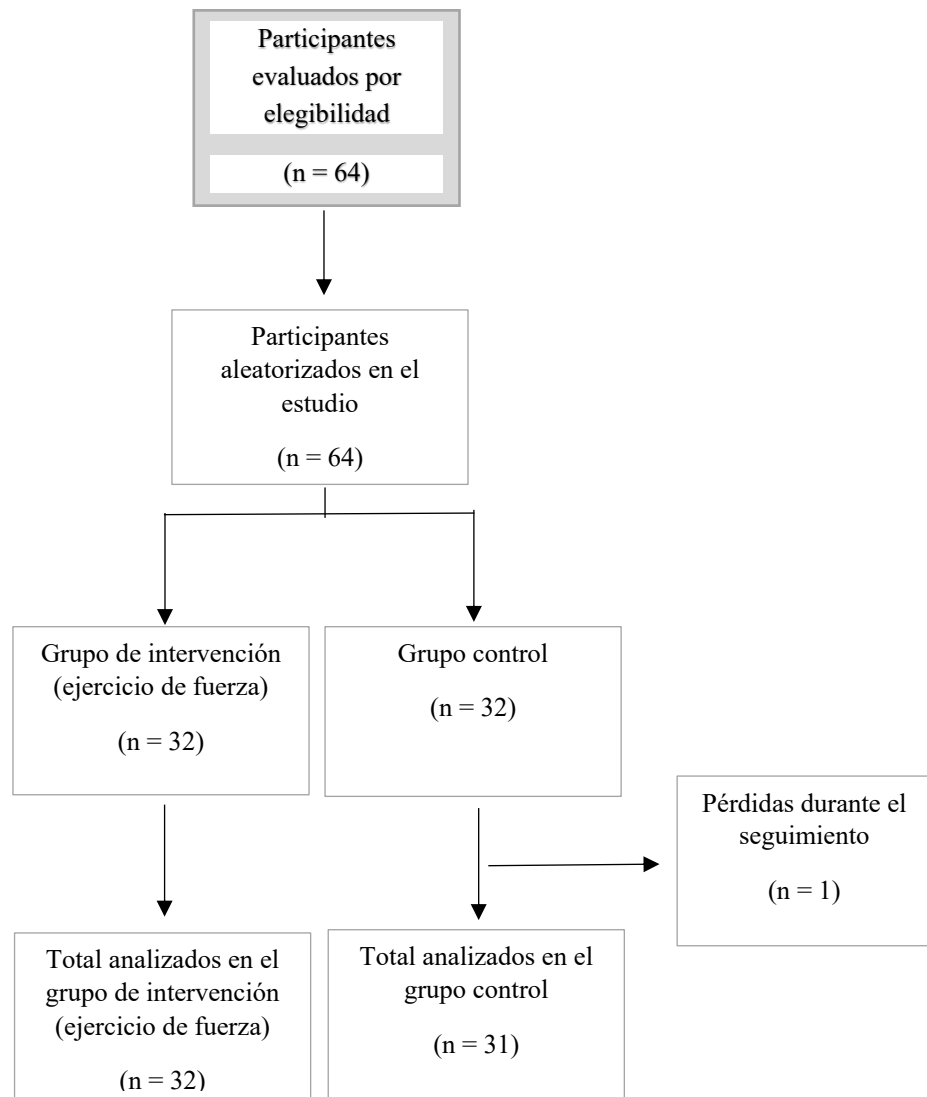 Participantes
evaluados por
elegibilidad
(n = 64)
Participantes
aleatorizados en el
estudio
(n = 64)
Grupo de intervención
(ejercicio de fuerza)
(n = 32)
Grupo control
(n = 32)
Pérdidas durante el
seguimiento
(n = 1)
Total analizados en el
grupo de intervención
(ejercicio de fuerza)
(n = 32)
Total analizados en el
grupo control
(n = 31)